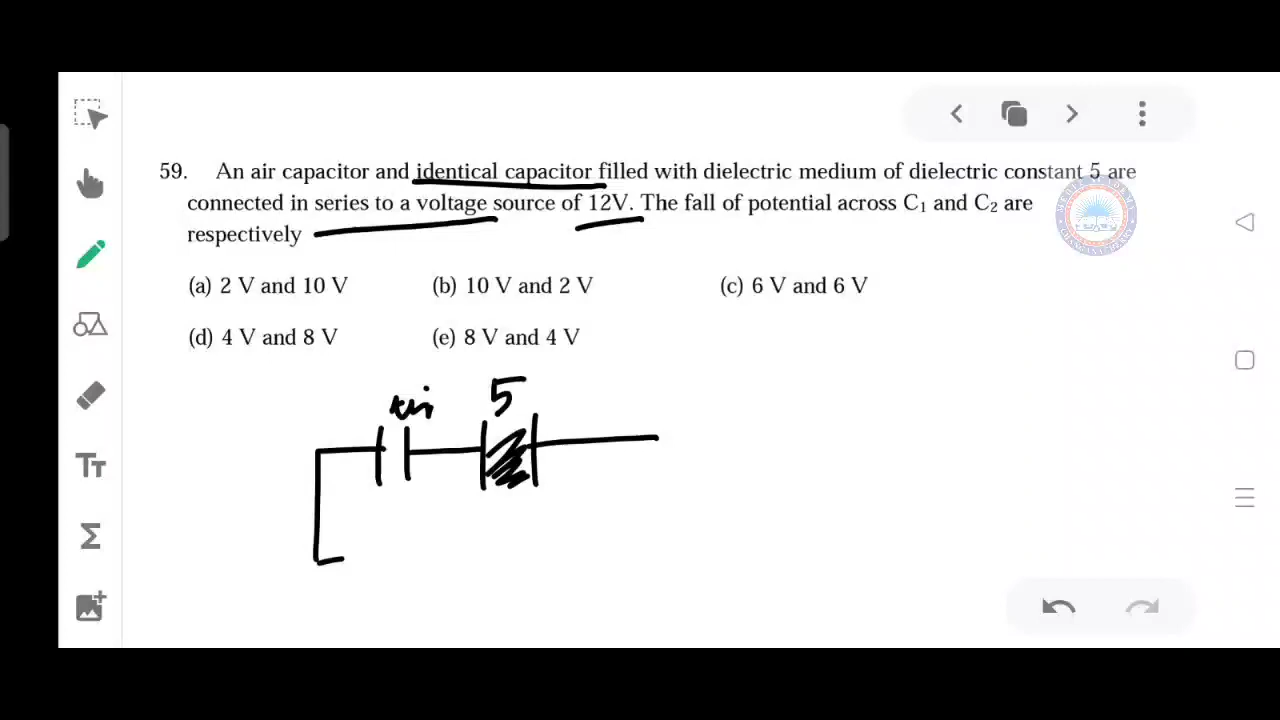 59. An air capacitor and identical capacitor filled with dielectric medium of dielectric constant 5 are
connected in series to a voltage source of 12V. The fall of potential across C₁ and C₂ are
respectively
(a) 2 V and 10 V (b) 10 V and 2 V (c) 6 V and 6 V
(d) 4 V and 8 V (e) 8 V and 4 V
air 5
Tт
Σ